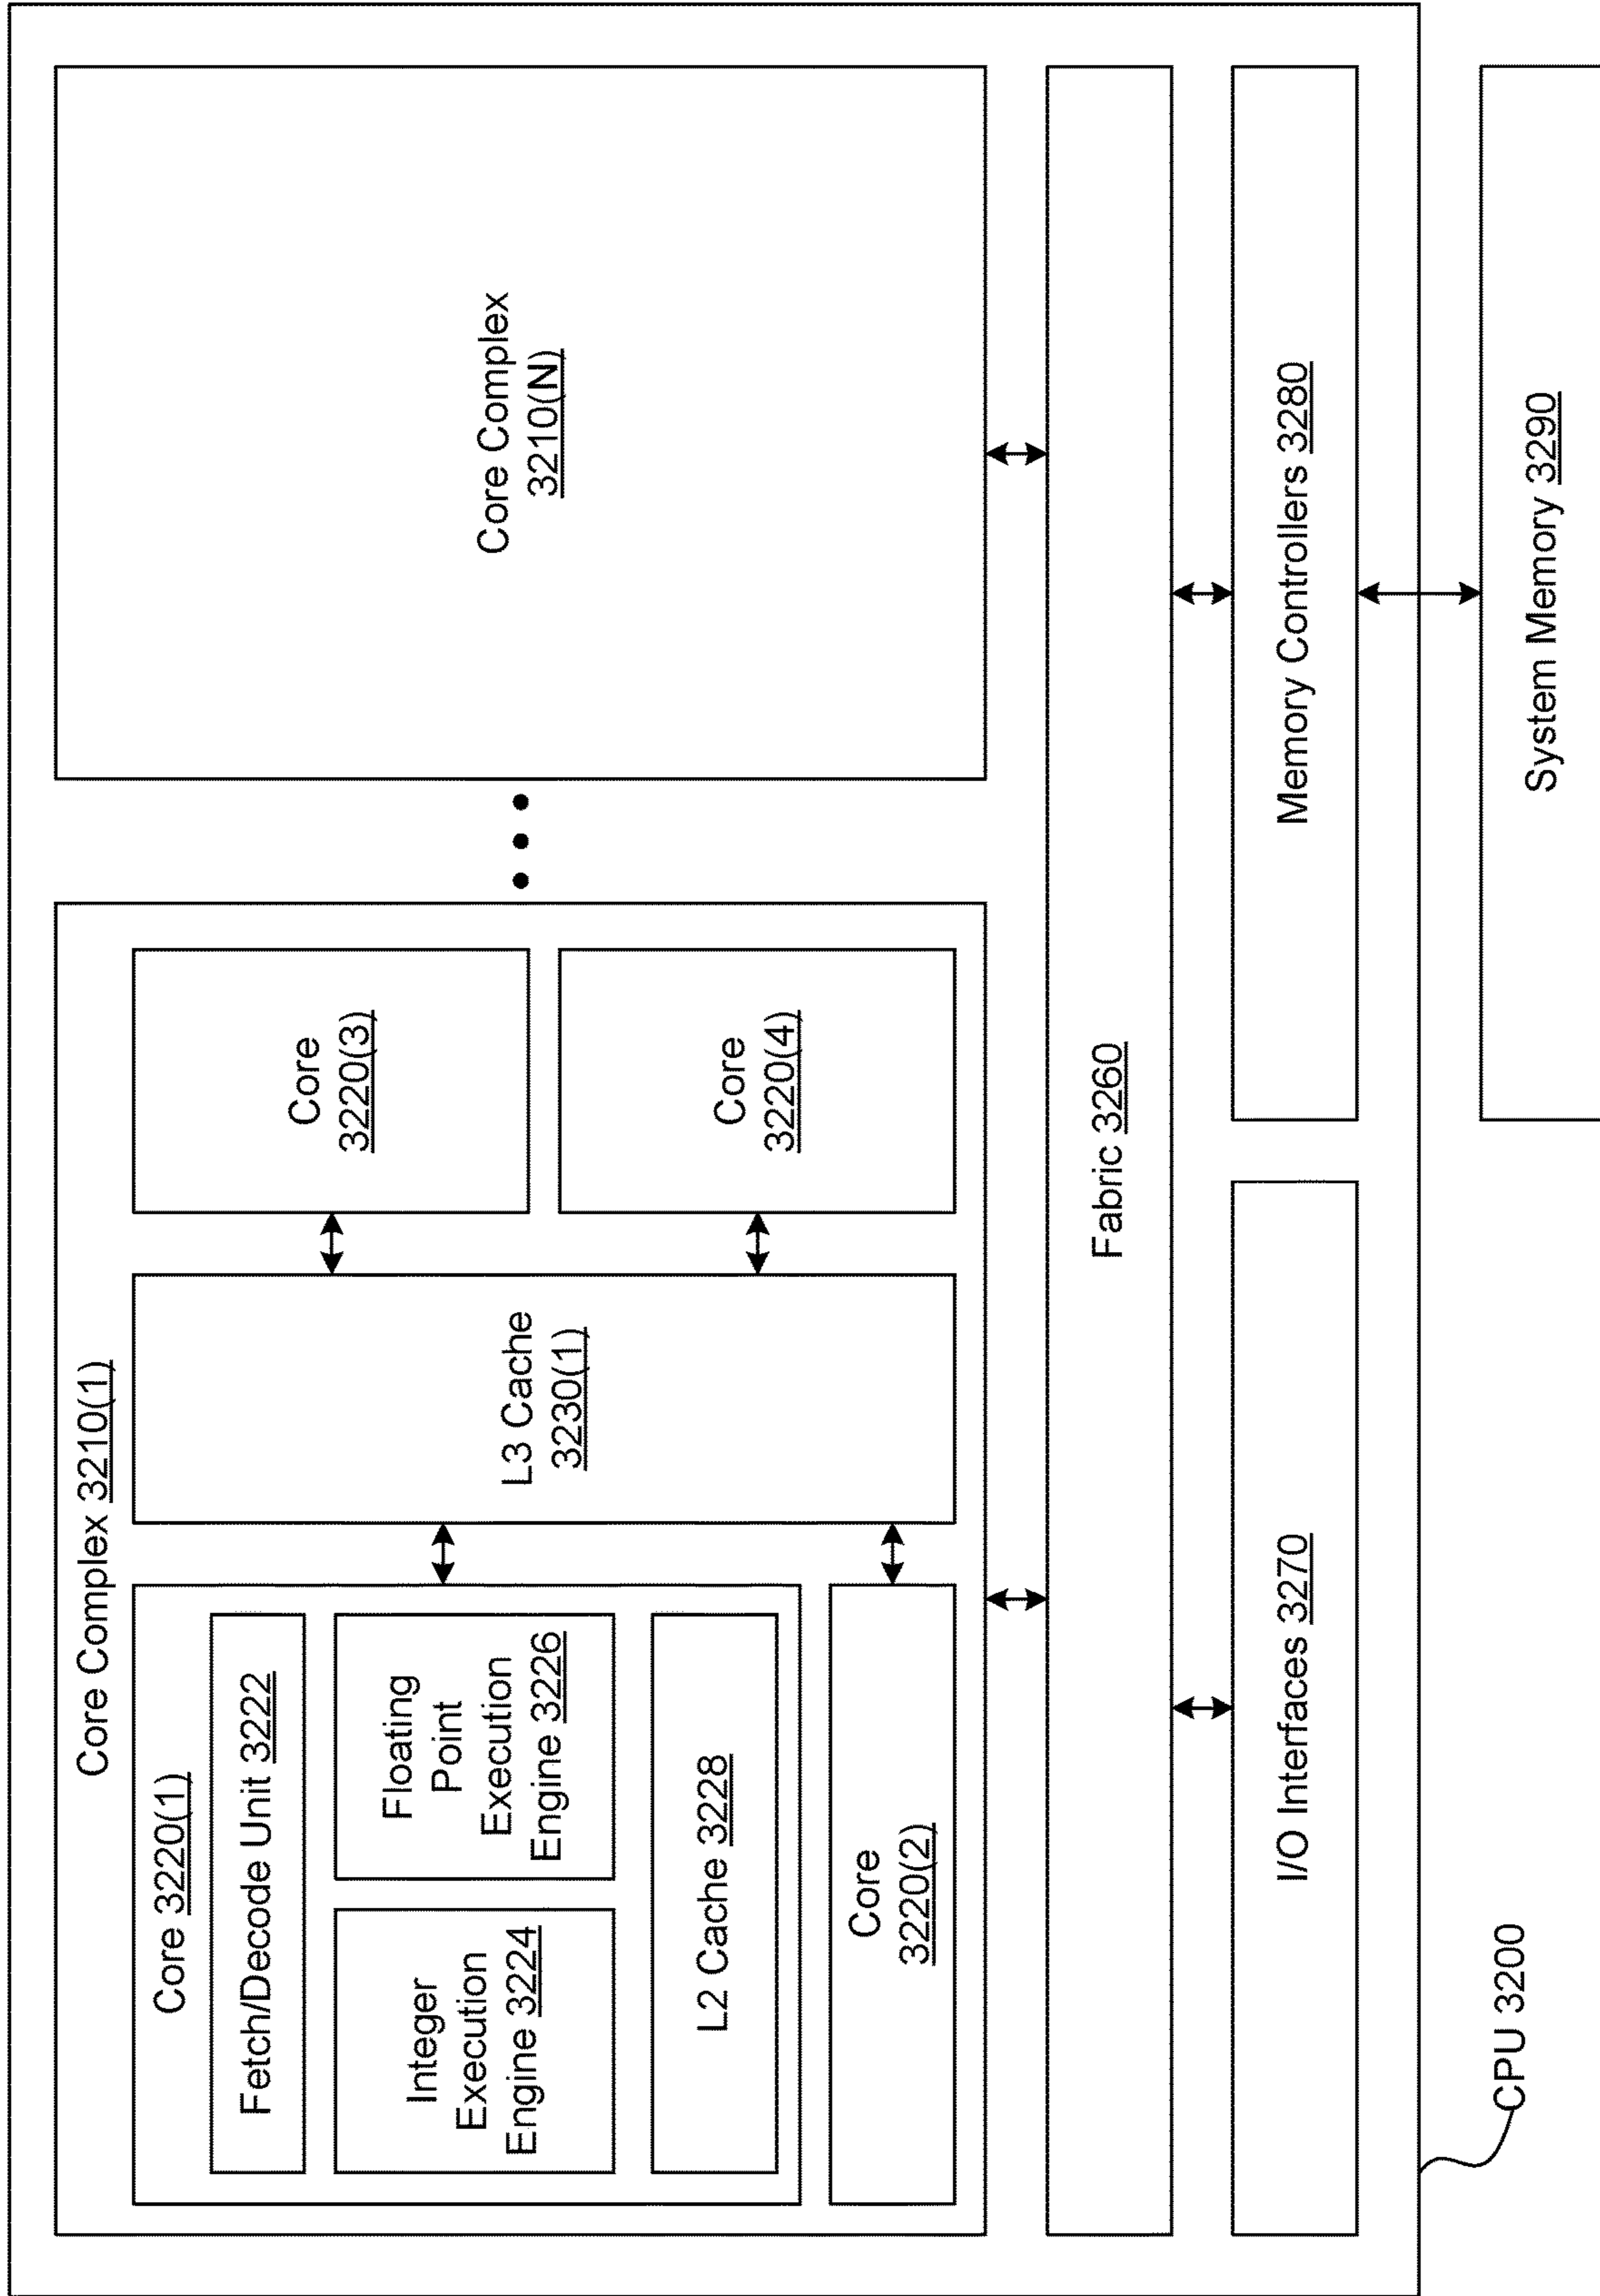 Core Complex 3210(1)
Core 3220(1)
Fetch/Decode Unit 3222
Integer
Execution
Engine 3224
Floating
Point
Execution
Engine 3226
L2 Cache 3228
Core
3220(2)
L3 Cache
3230(1)
Core
3220(3)
Core
3220(4)
Core Complex
3210(N)
Fabric 3260
I/O Interfaces 3270
Memory Controllers 3280
CPU 3200
System Memory 3290